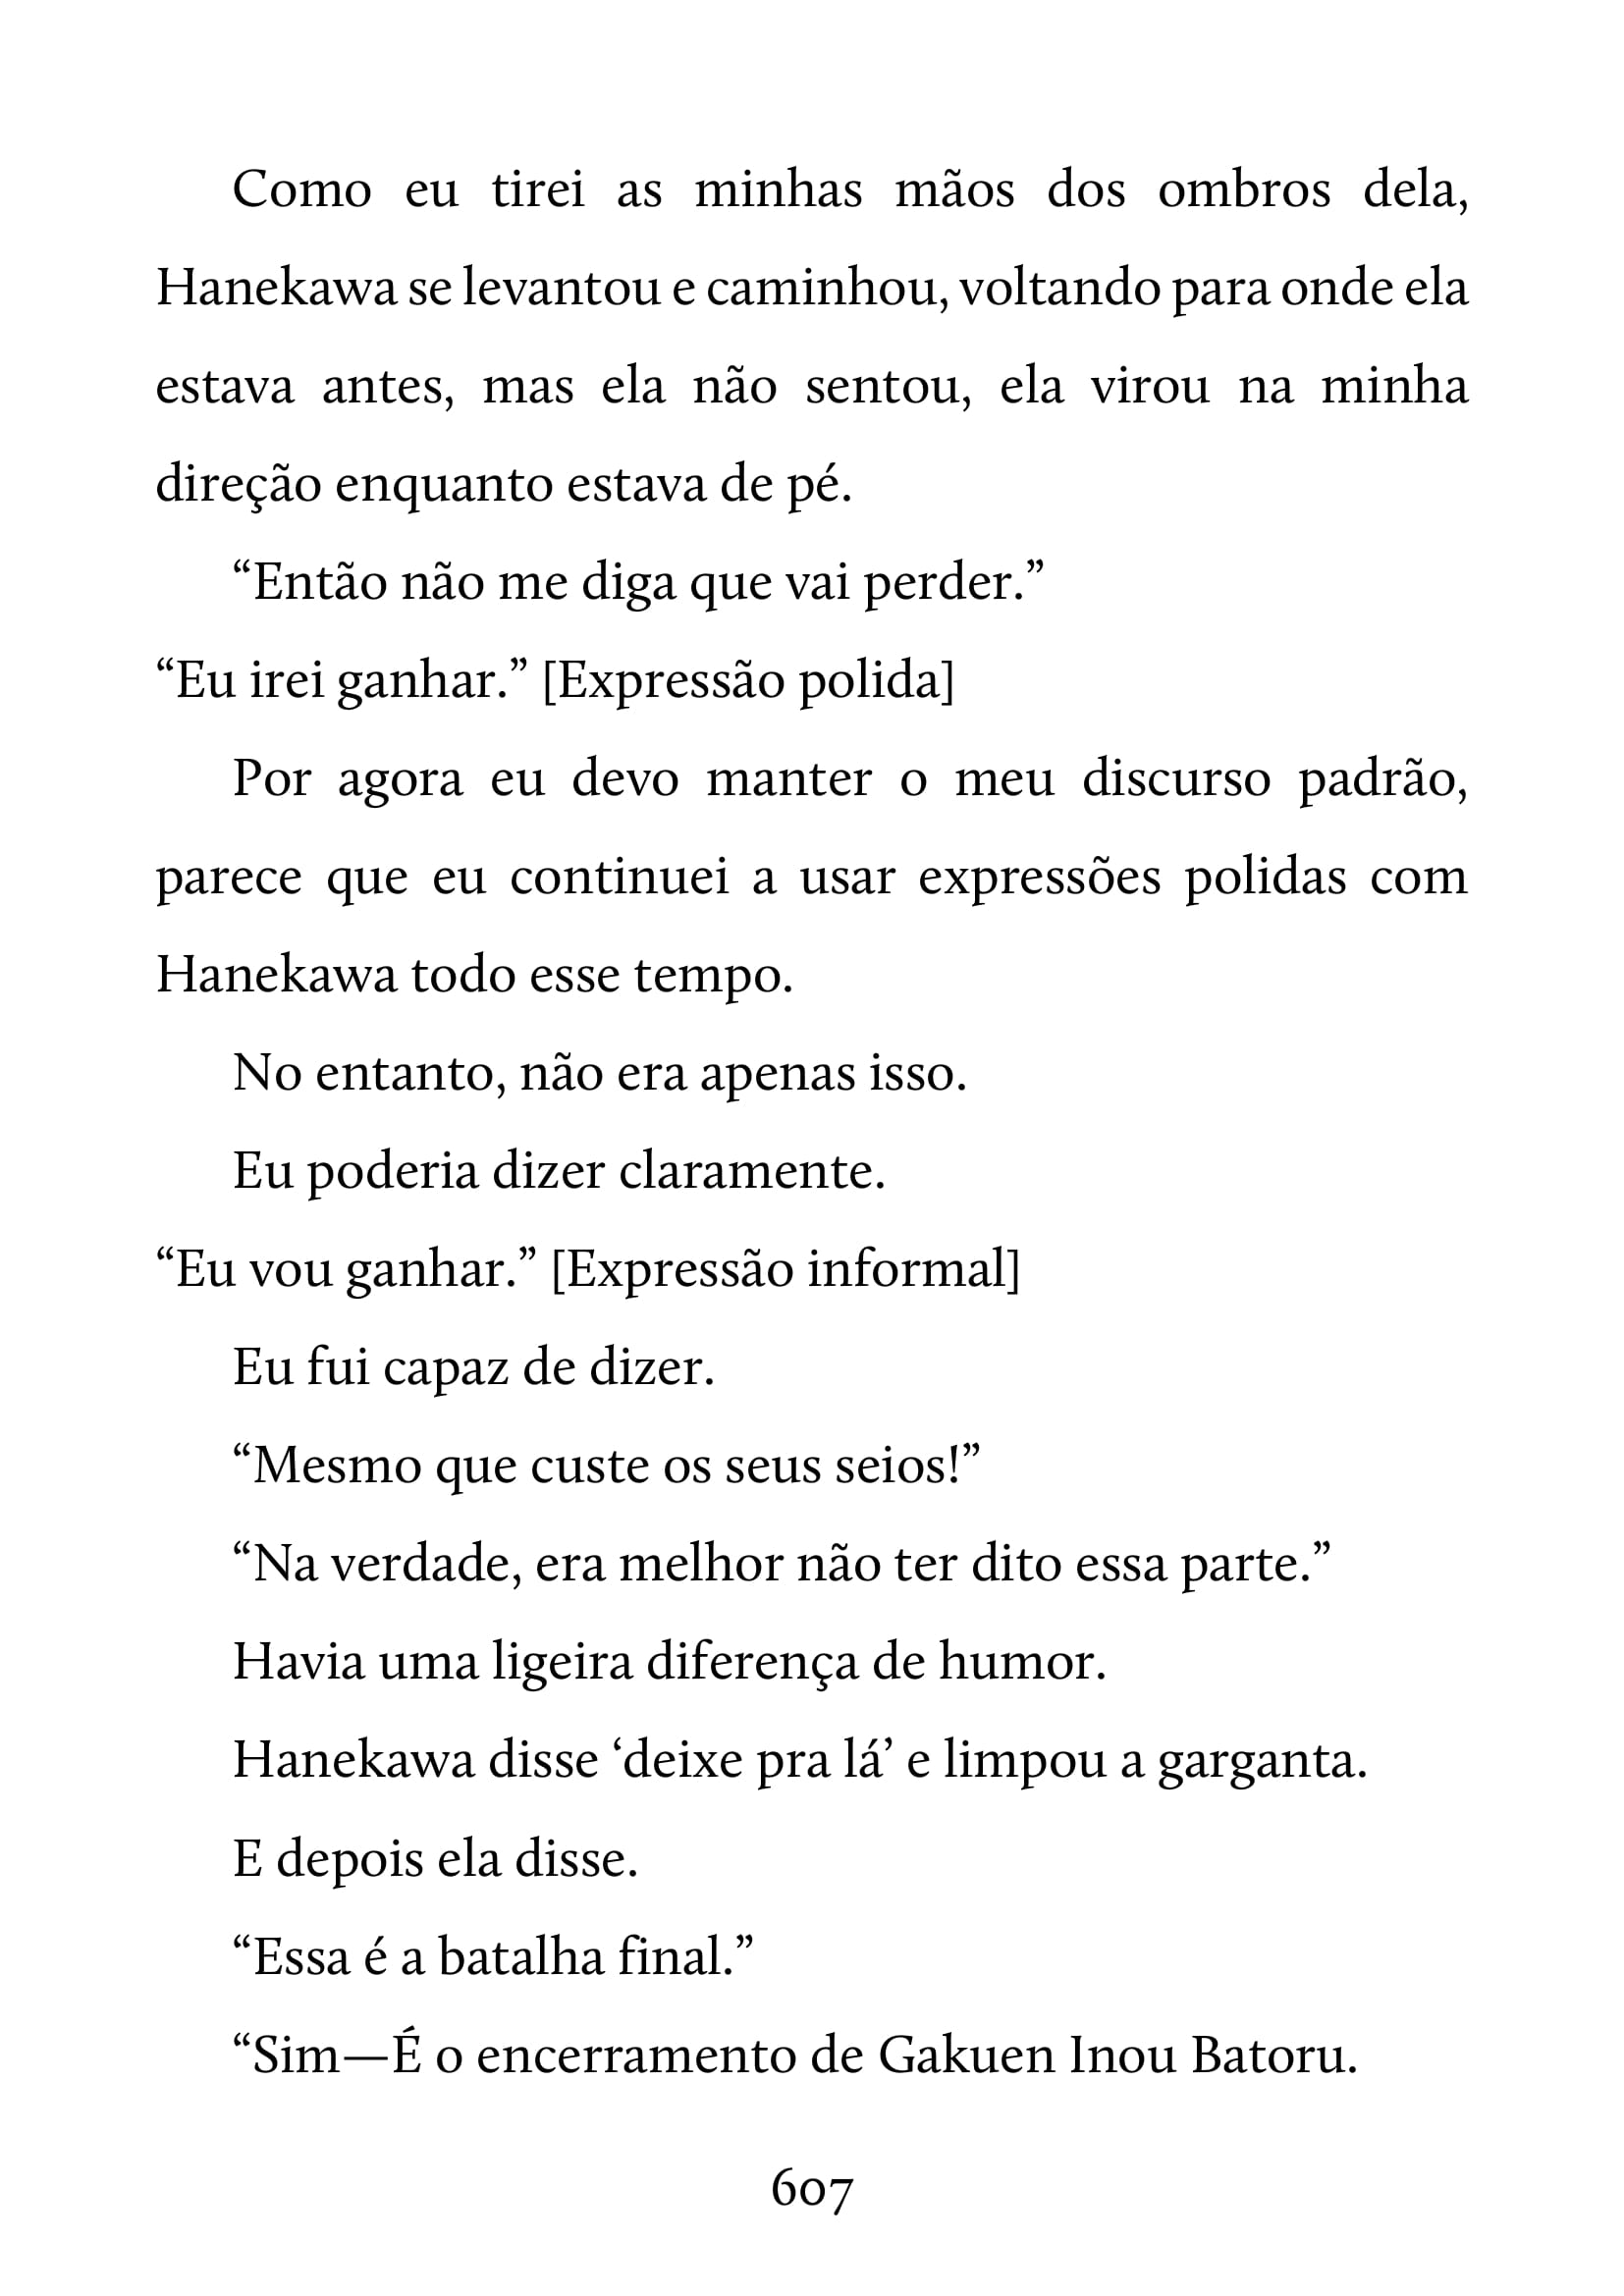 Como eu tirei as minhas mãos dos ombros dela,
Hanekawa se levantou e caminhou, voltando para onde ela
estava antes, mas ela não sentou, ela virou na minha
direção enquanto estava de pé.
“Então não me diga que vai perder.”
“Eu irei ganhar.” [Expressão polida]
Por agora eu devo manter o meu discurso padrão,
parece que eu continuei a usar expressões polidas com
Hanekawa todo esse tempo.
No entanto, não era apenas isso.
Eu poderia dizer claramente.
“Eu vou ganhar.” [Expressão informal]
Eu fui capaz de dizer.
“Mesmo que custe os seus seios!”
“Na verdade, era melhor não ter dito essa parte.”
Havia uma ligeira diferença de humor.
Hanekawa disse ‘deixe pra lá’ e limpou a garganta.
E depois ela disse.
“Essa é a batalha final.”
“Sim—É o encerramento de Gakuen Inou Batoru.
607